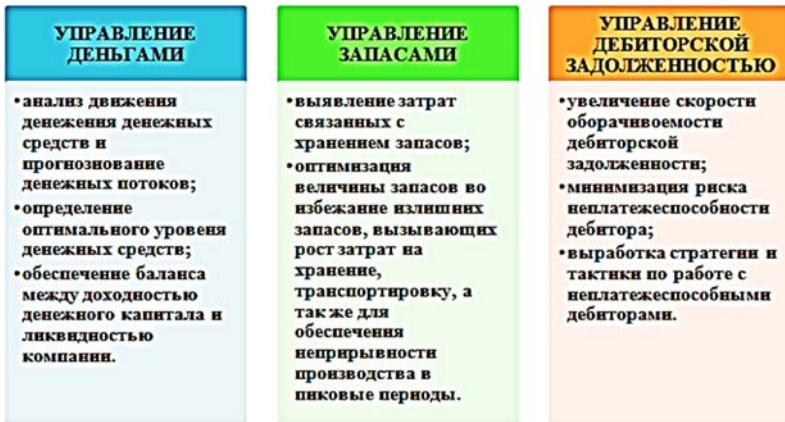 УПРАВЛЕНИЕ
ДЕНЬГАМИ
•анализ движения
денежения денежных
средств и
прогнозиование
денежных потоков;
•определение
оптимального уровеня
денежных средств;
•обеспечение баланса
между доходностью
денежного капитала и
ликвидностью
компании.
УПРАВЛЕНИЕ
ЗАПАСАМИ
•выявление затрат
связанных с
хранением запасов;
•оптимизация
величины запасов во
избежание излишних
запасов, вызывающих
рост затрат на
хранение,
транспортировку, а
так же для
обеспечения
неприрывности
производства в
пиковые периоды.
УПРАВЛЕНИЕ
ДЕБИТОРСКОЙ
ЗАДОЛЖЕННОСТЬЮ
•увеличение скорости
оборачивоемости
дебиторской
задолженности;
•минимизация риска
неплатежеспособности
дебитора;
•выработка стратегии и
тактики по работе с
неплатежеспособными
дебиторами.